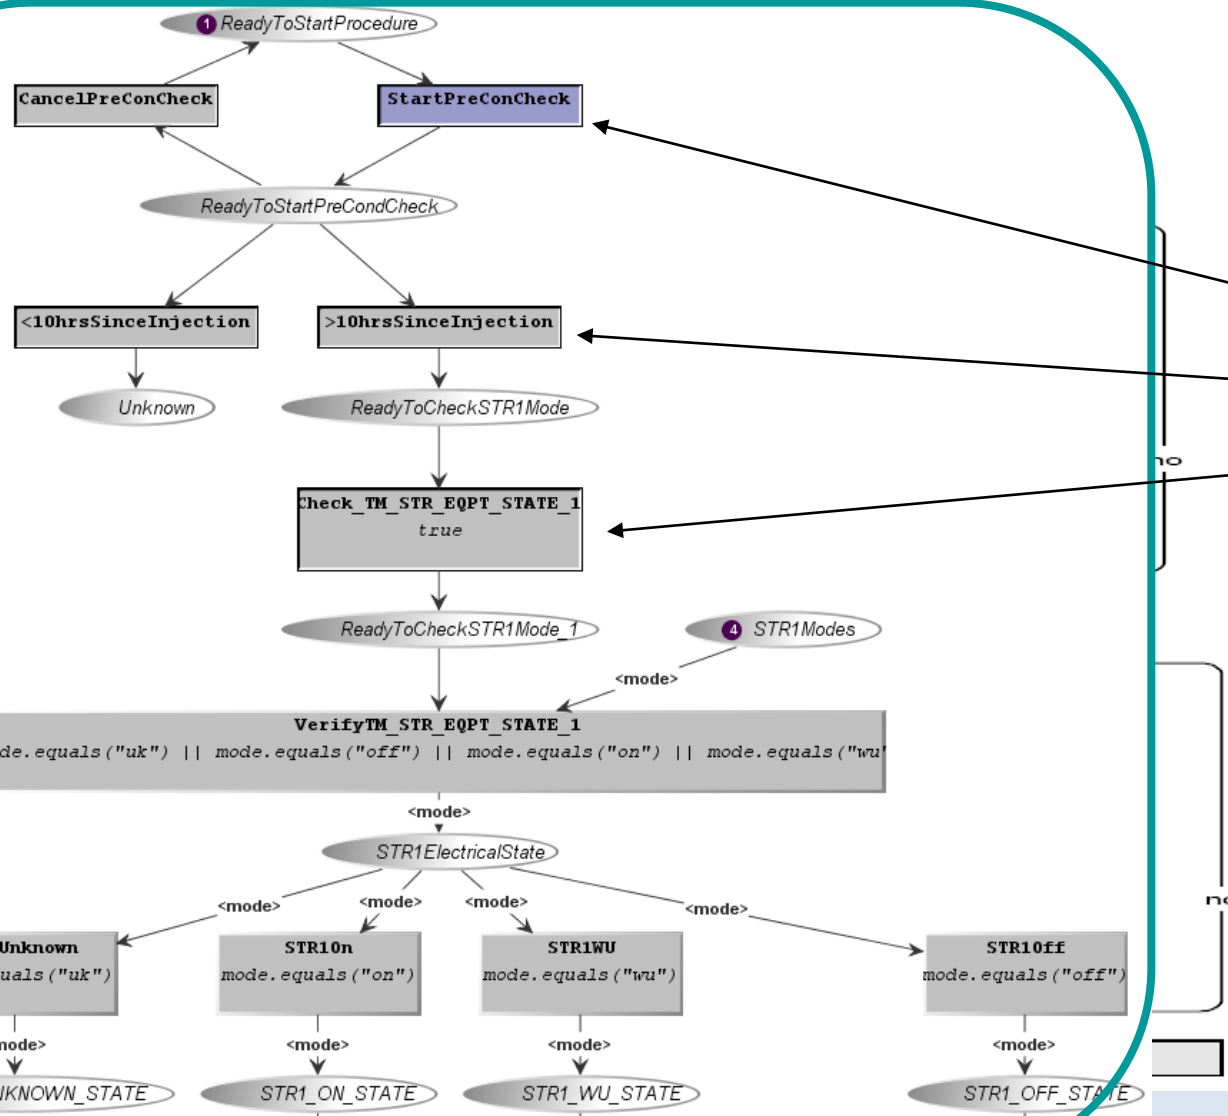 1 ReadyToStartProcedure
CancelPreConCheck
StartPreConCheck
ReadyToStartPreCondCheck
<10hrsSinceInjection
>10hrsSinceInjection
Unknown
ReadyToCheckSTR1Mode
no
Check_TM_STR_EQPT_STATE_1
true
ReadyToCheckSTR1Mode_1
4 STR1Modes
<mode>
VerifyTM_STR_EQPT_STATE_1
de.equals("uk") || mode.equals("off") || mode.equals("on") || mode.equals("wu"
<mode>
STR1ElectricalState
<mode>
<mode>
<mode>
<mode>
Unknown
uals("uk")
STR1On
mode.equals("on")
STR1WU
mode.equals("wu")
STR1Off
mode.equals("off")
mode>
<mode>
<mode>
<mode>
NKNOWN_STATE
STR1_ON_STATE
STR1_WU_STATE
STR1_OFF_STATE